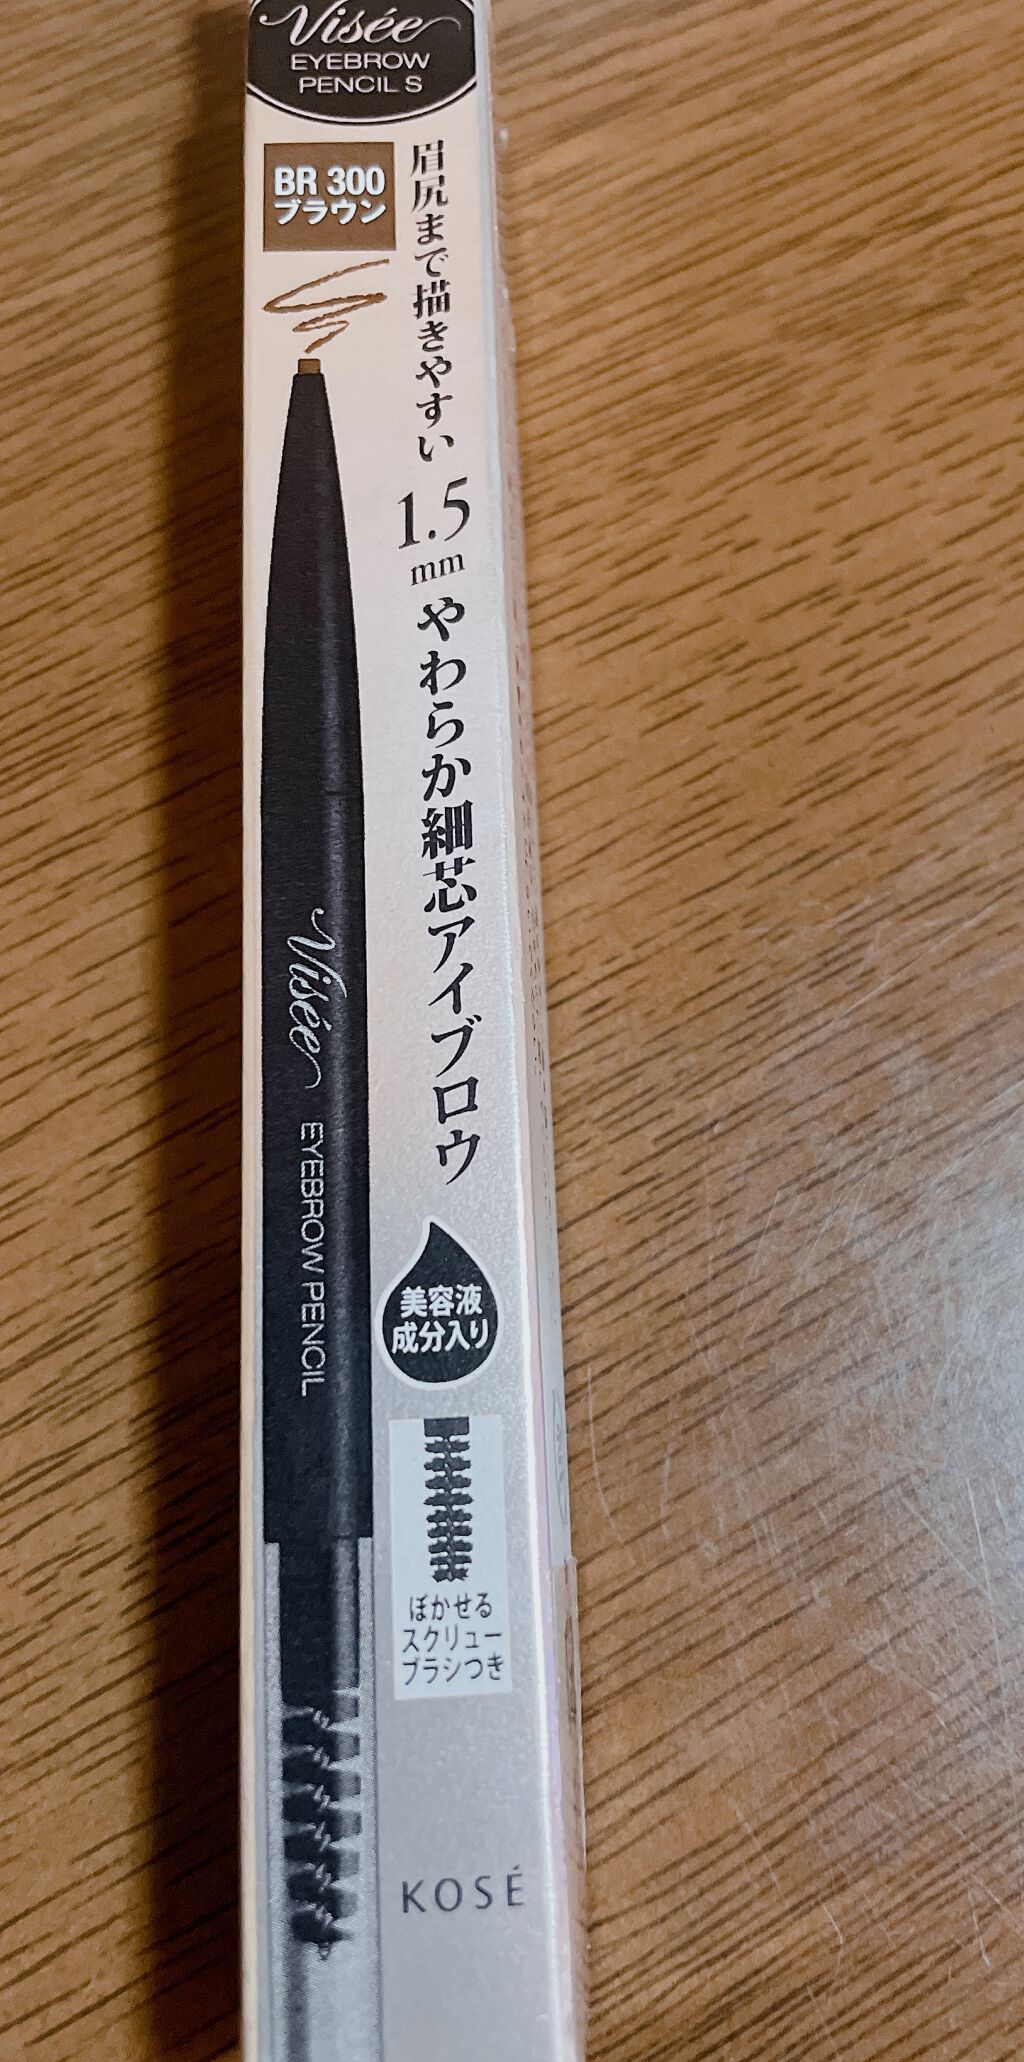 Visée
EYEBROW
PENCIL S
BR 300
ブラウン
眉尻まで描きやすい
1.5
mm
やわらか細芯アイブロウ
Visée EYEBROW PENCIL
美容液
成分入り
ぼかせる
スクリュー
ブラシつき
KOSÉ